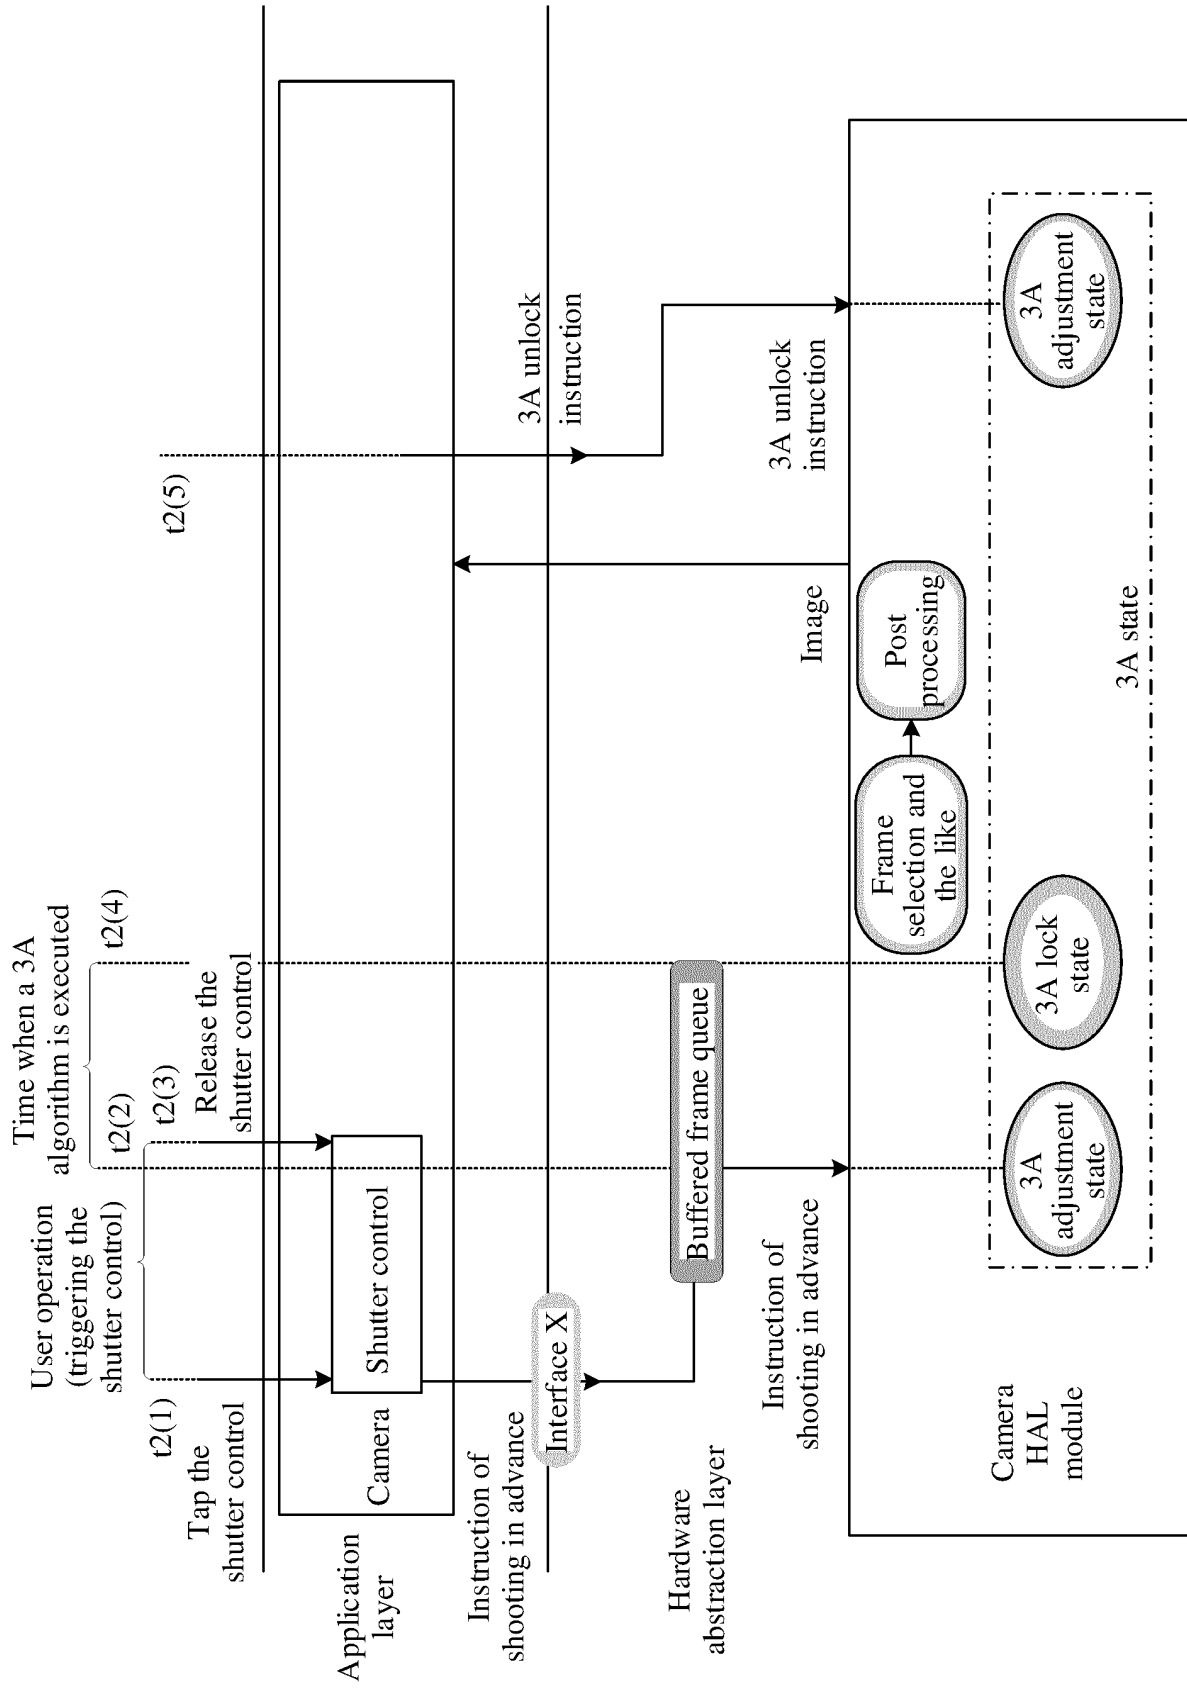 User operation
(triggering the
shutter control)
Time when a 3A
algorithm is executed
t2(1)
t2(2)
t2(3)
t2(4)
t2(5)
Tap the
shutter control
Release the
shutter control
Application
layer
Camera
Shutter control
Instruction of
shooting in advance
Interface X
3A unlock
instruction
Hardware
abstraction layer
Buffered frame queue
Instruction of
shooting in advance
Image
3A unlock
instruction
Camera
HAL
module
Frame
selection and
the like
Post
processing
3A
adjustment
state
3A lock
state
3A
adjustment
state
3A state